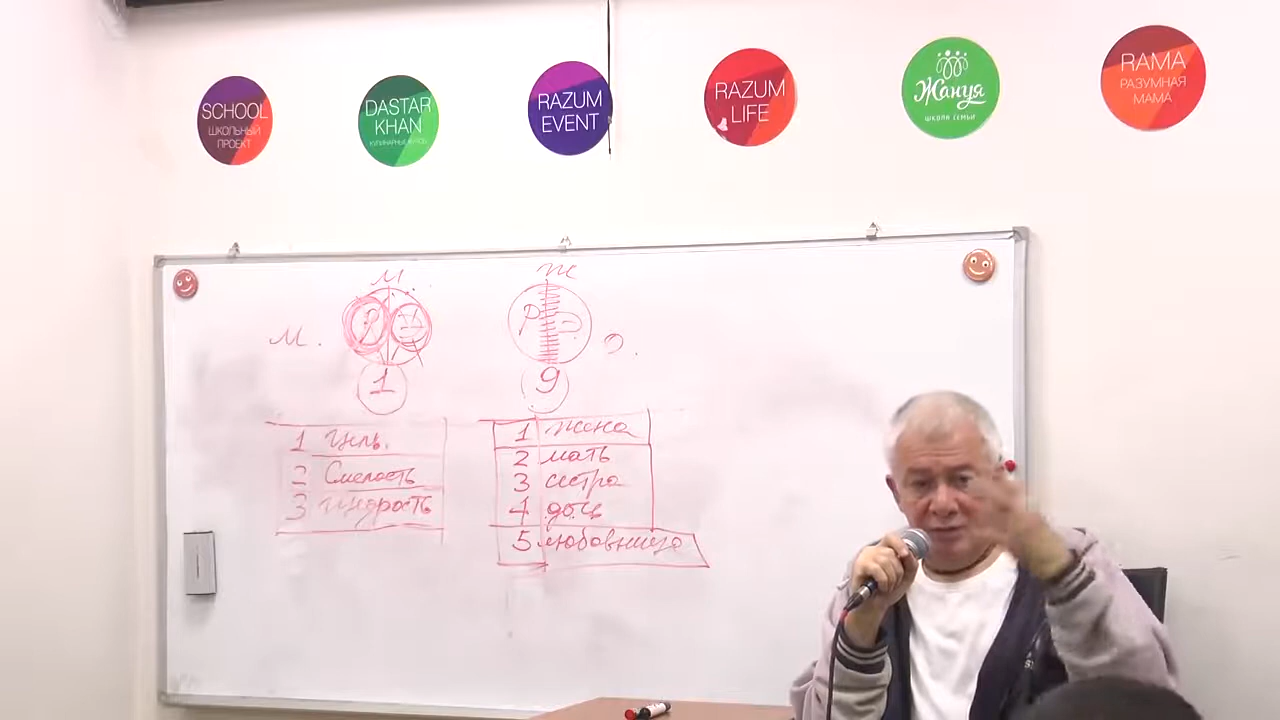 SCHOOL
ШКОЛЬНЫЙ
ПРОЕКТ
DASTAR
KHAN
RAZUM
EVENT
RAZUM
LIFE
Жануя
ШКОЛА СЕМЬИ
RAMA
РАЗУМНАЯ
МАМА
М
Ж
М.
Р
Р
Э.
1
9
1 Цель.
2 Смелость
3 Щедрость
1 жена
2 мать
3 сестра
4 дочь
5 любовница